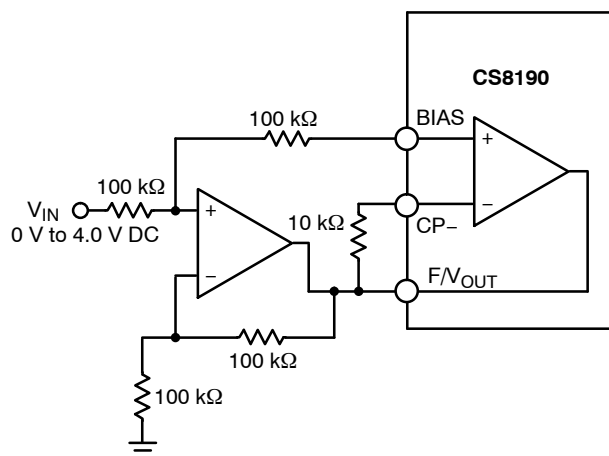 CS8190
100 kΩ
BIAS
+
100 kΩ
V_IN
0 V to 4.0 V DC
+
−
10 kΩ
−
CP−
F/V_OUT
100 kΩ
100 kΩ